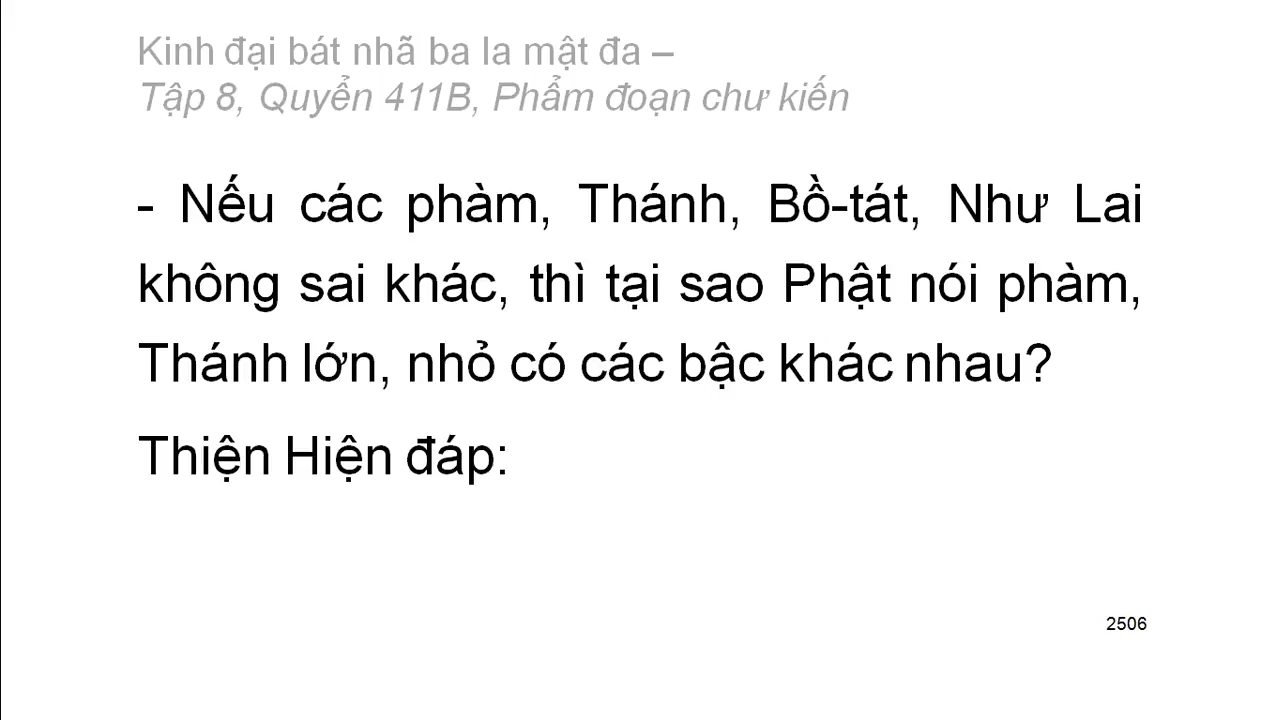 Kinh đại bát nhã ba la mật đa –
Tập 8, Quyển 411B, Phẩm đoạn chư kiến
- Nếu các phàm, Thánh, Bồ-tát, Như Lai
không sai khác, thì tại sao Phật nói phàm,
Thánh lớn, nhỏ có các bậc khác nhau?
Thiện Hiện đáp:
2506